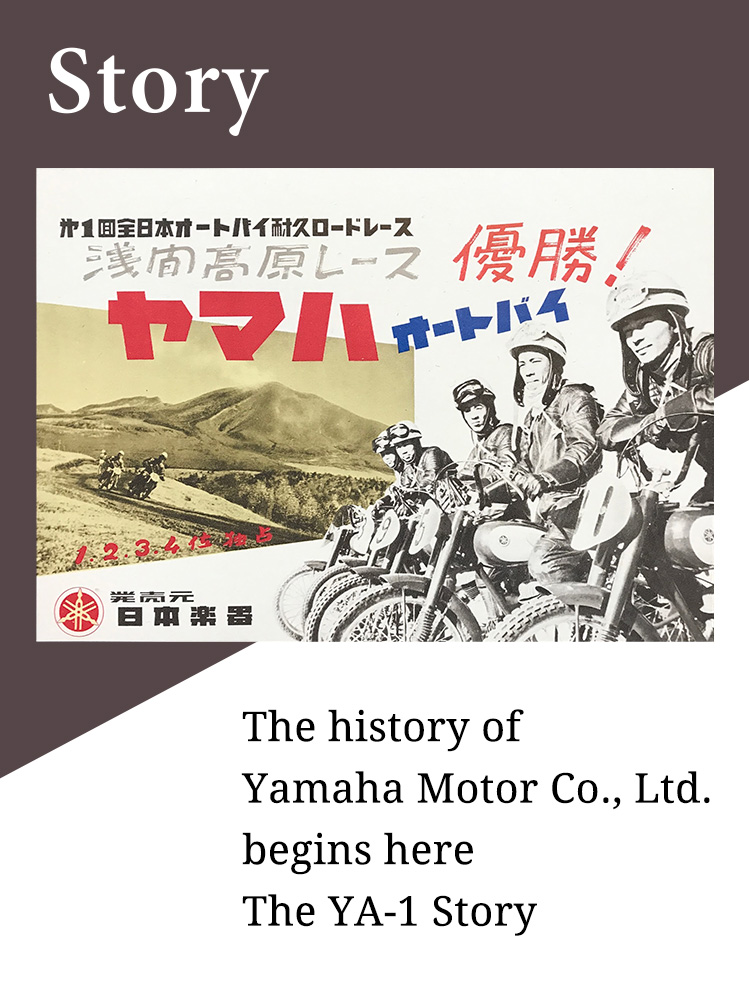 Story
第1回全日本オートバイ耐久ロードレース
浅間高原レース
優勝!
ヤマハ オートバイ
1.2.3.4位独占
発売元
日本楽器
The history of
Yamaha Motor Co., Ltd.
begins here
The YA-1 Story